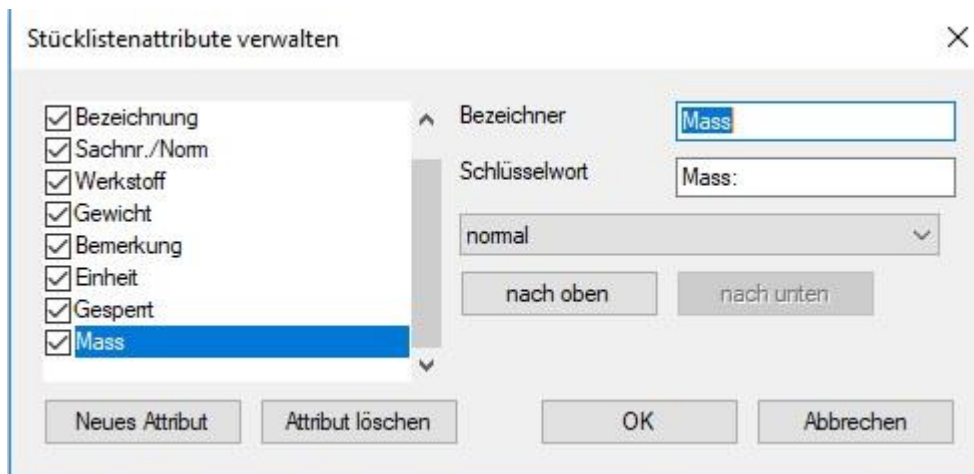 Stücklistenattribute verwalten
Bezeichnung
Sachnr./Norm
Werkstoff
Gewicht
Bemerkung
Einheit
Gesperrt
Mass
Bezeichner
Mass
Schlüsselwort
Mass:
normal
nach oben
nach unten
Neues Attribut
Attribut löschen
OK
Abbrechen